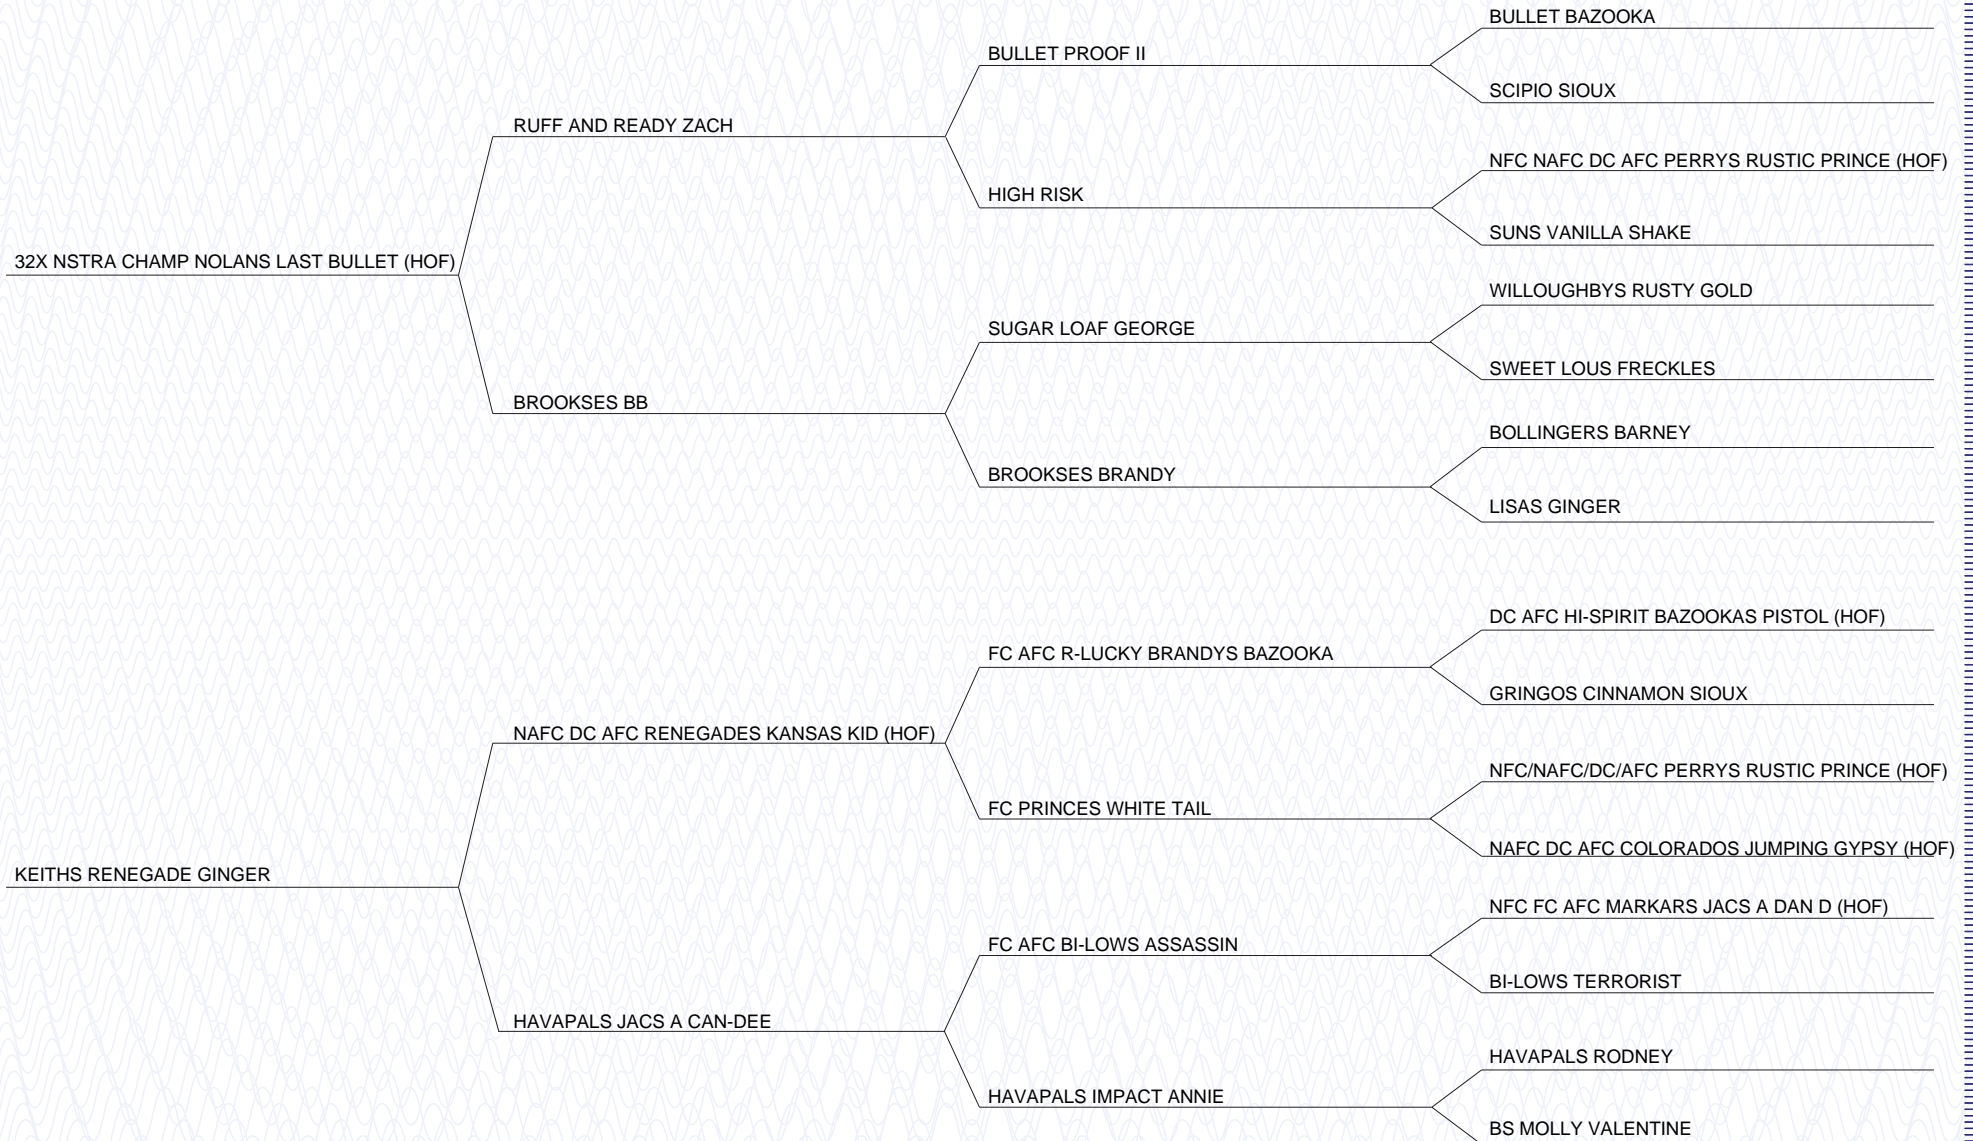 BULLET BAZOOKA
BULLET PROOF II
SCIPIO SIOUX
RUFF AND READY ZACH
NFC NAFC DC AFC PERRYS RUSTIC PRINCE (HOF)
HIGH RISK
SUNS VANILLA SHAKE
32X NSTRA CHAMP NOLANS LAST BULLET (HOF)
WILLOUGHBYS RUSTY GOLD
SUGAR LOAF GEORGE
SWEET LOUS FRECKLES
BROOKSES BB
BOLLINGERS BARNEY
BROOKSES BRANDY
LISAS GINGER
DC AFC HI-SPIRIT BAZOOKAS PISTOL (HOF)
FC AFC R-LUCKY BRANDYS BAZOOKA
GRINGOS CINNAMON SIOUX
NAFC DC AFC RENEGADES KANSAS KID (HOF)
NFC/NAFC/DC/AFC PERRYS RUSTIC PRINCE (HOF)
FC PRINCES WHITE TAIL
NAFC DC AFC COLORADOS JUMPING GYPSY (HOF)
KEITHS RENEGADE GINGER
NFC FC AFC MARKARS JACS A DAN D (HOF)
FC AFC BI-LOWS ASSASSIN
BI-LOWS TERRORIST
HAVAPALS JACS A CAN-DEE
HAVAPALS RODNEY
HAVAPALS IMPACT ANNIE
BS MOLLY VALENTINE